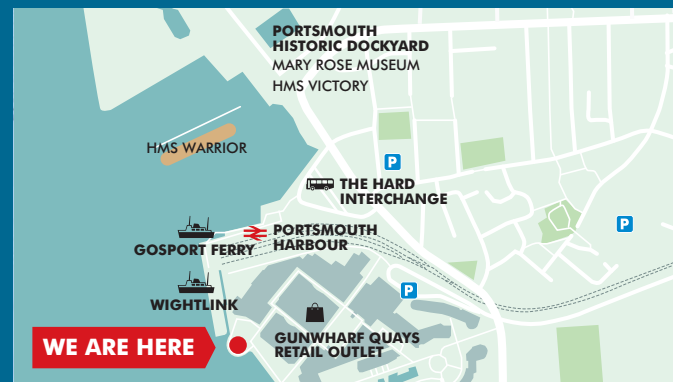 PORTSMOUTH
HISTORIC DOCKYARD
MARY ROSE MUSEUM
HMS VICTORY
HMS WARRIOR
P
THE HARD
INTERCHANGE
P
GOSPORT FERRY
PORTSMOUTH
HARBOUR
WIGHTLINK
P
WE ARE HERE
GUNWHARF QUAYS
RETAIL OUTLET